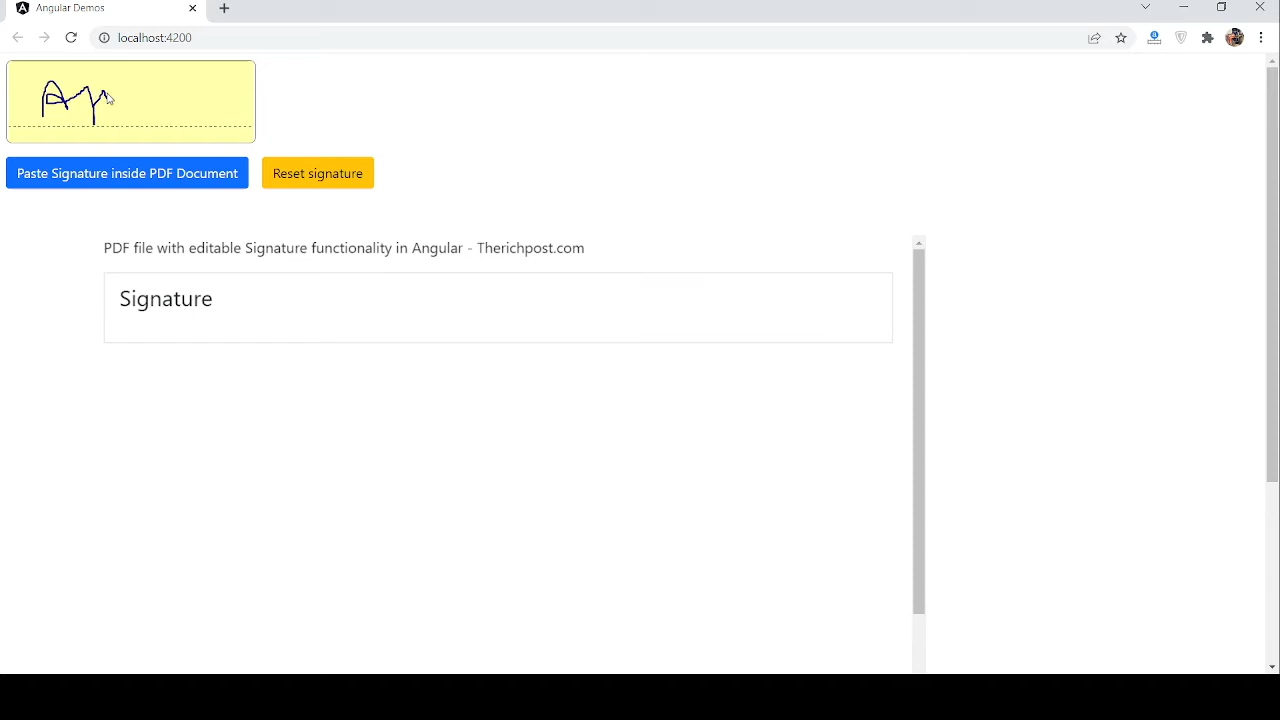 Angular Demos
localhost:4200
Paste Signature inside PDF Document
Reset signature
PDF file with editable Signature functionality in Angular - Therichpost.com
Signature